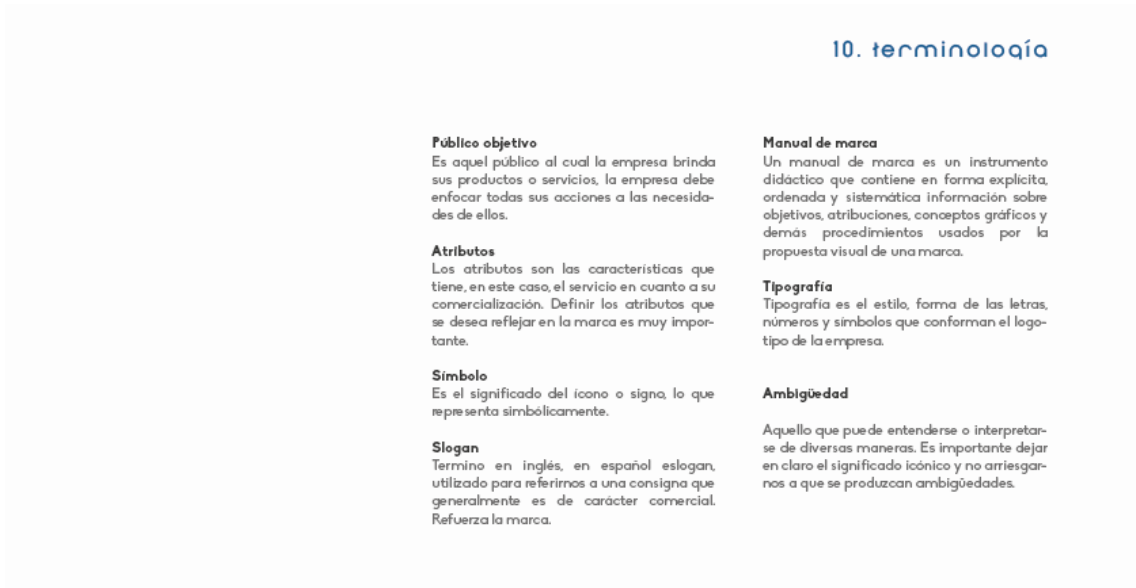 10. terminología
Público objetivo
Es aquel público al cual la empresa brinda
sus productos o servicios, la empresa debe
enfocar todas sus acciones a las necesida-
des de ellos.
Atributos
Los atributos son las características que
tiene, en este caso, el servicio en cuanto a su
comercialización. Definir los atributos que
se desea reflejar en la marca es muy impor-
tante.
Símbolo
Es el significado del ícono o signo, lo que
representa simbólicamente.
Slogan
Termino en inglés, en español eslogan,
utilizado para referirnos a una consigna que
generalmente es de carácter comercial.
Refuerza la marca.
Manual de marca
Un manual de marca es un instrumento
didáctico que contiene en forma explícita,
ordenada y sistemática información sobre
objetivos, atribuciones, conceptos gráficos y
demás procedimientos usados por la
propuesta visual de una marca.
Tipografía
Tipografía es el estilo, forma de las letras,
números y símbolos que conforman el logo-
tipo de la empresa.
Ambigüedad
Aquello que puede entenderse o interpretar-
se de diversas maneras. Es importante dejar
en claro el significado icónico y no arriesgar-
nos a que se produzcan ambigüedades.